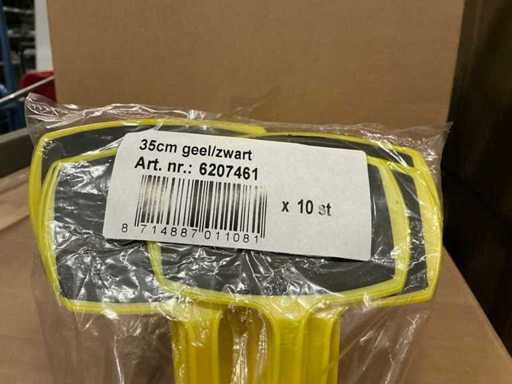 35cm geel/zwart
Art. nr.: 6207461
x 10 st
8 714887 011081